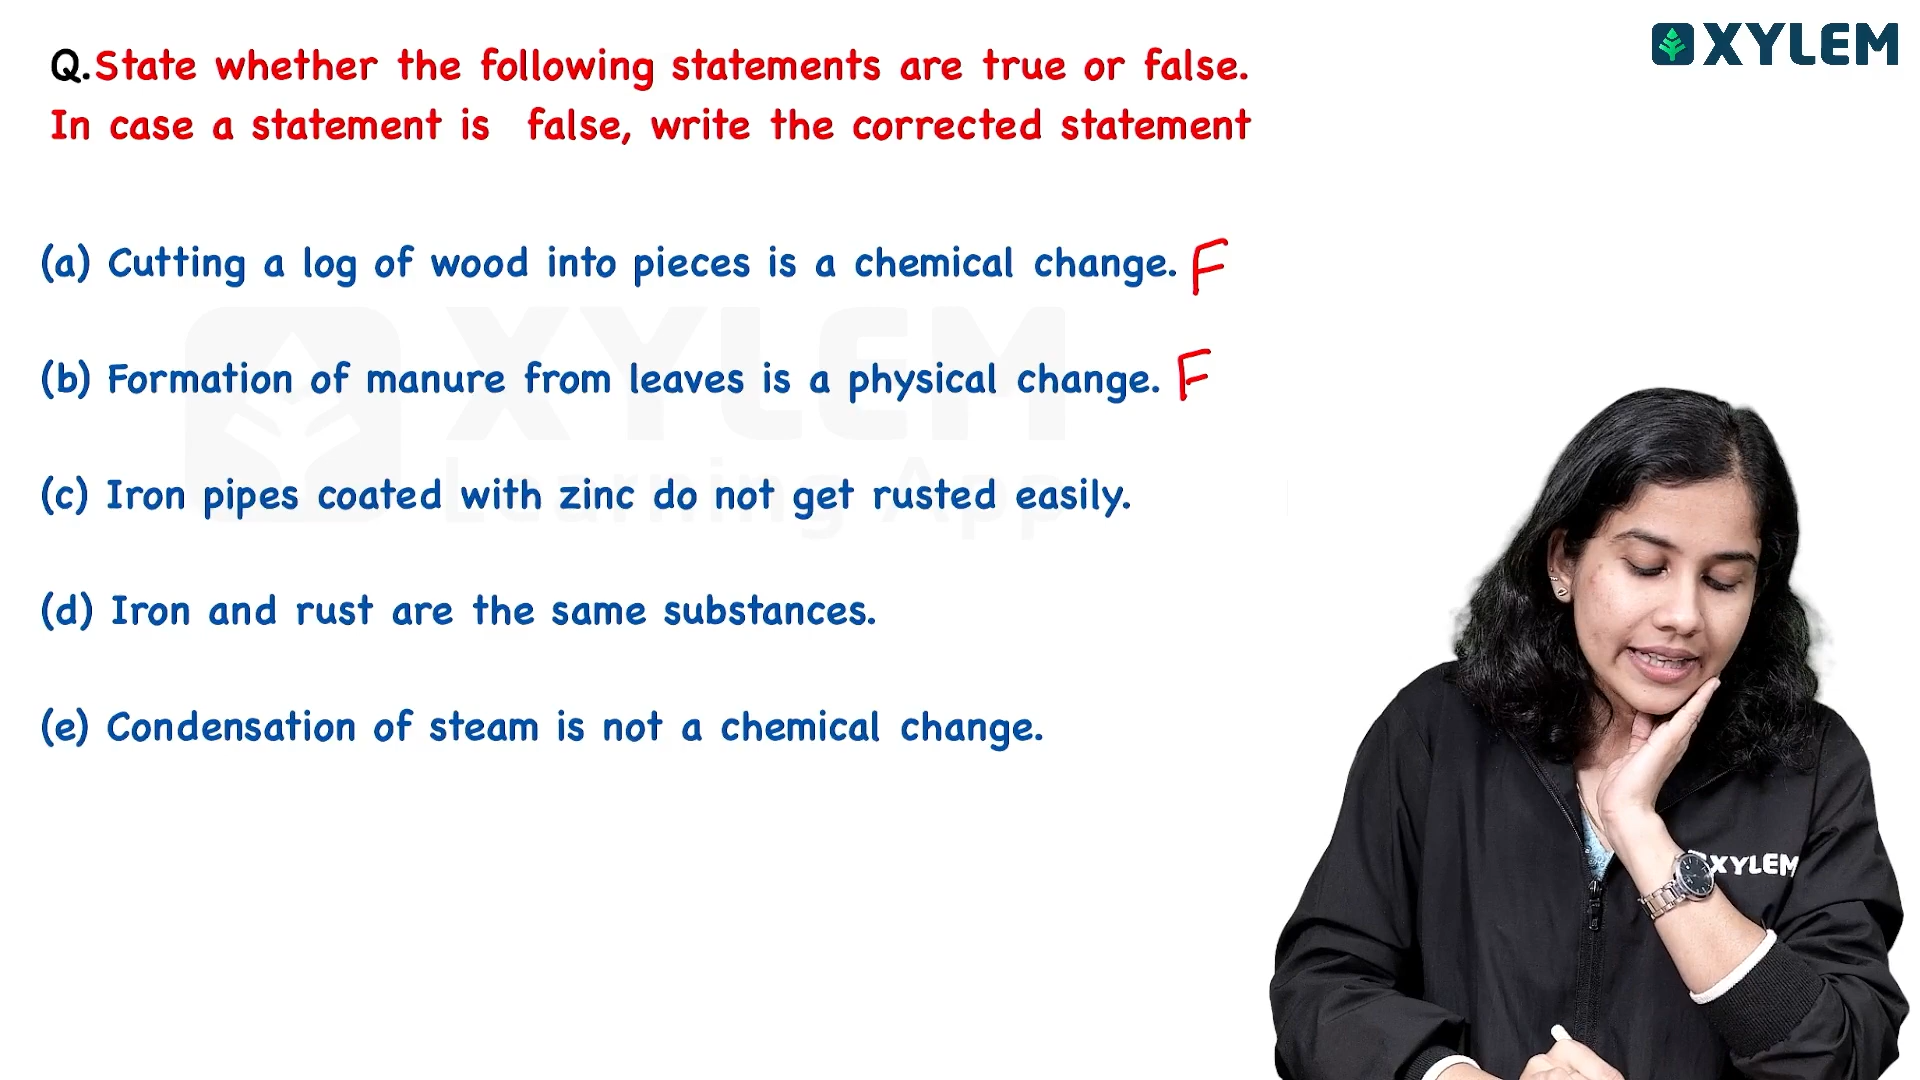 XYLEM
Q.State whether the following statements are true or false.
In case a statement is false, write the corrected statement
(a) Cutting a log of wood into pieces is a chemical change. F
(b) Formation of manure from leaves is a physical change. F
XYLEM
Learning App
(c) Iron pipes coated with zinc do not get rusted easily.
(d) Iron and rust are the same substances.
(e) Condensation of steam is not a chemical change.
XYLEM